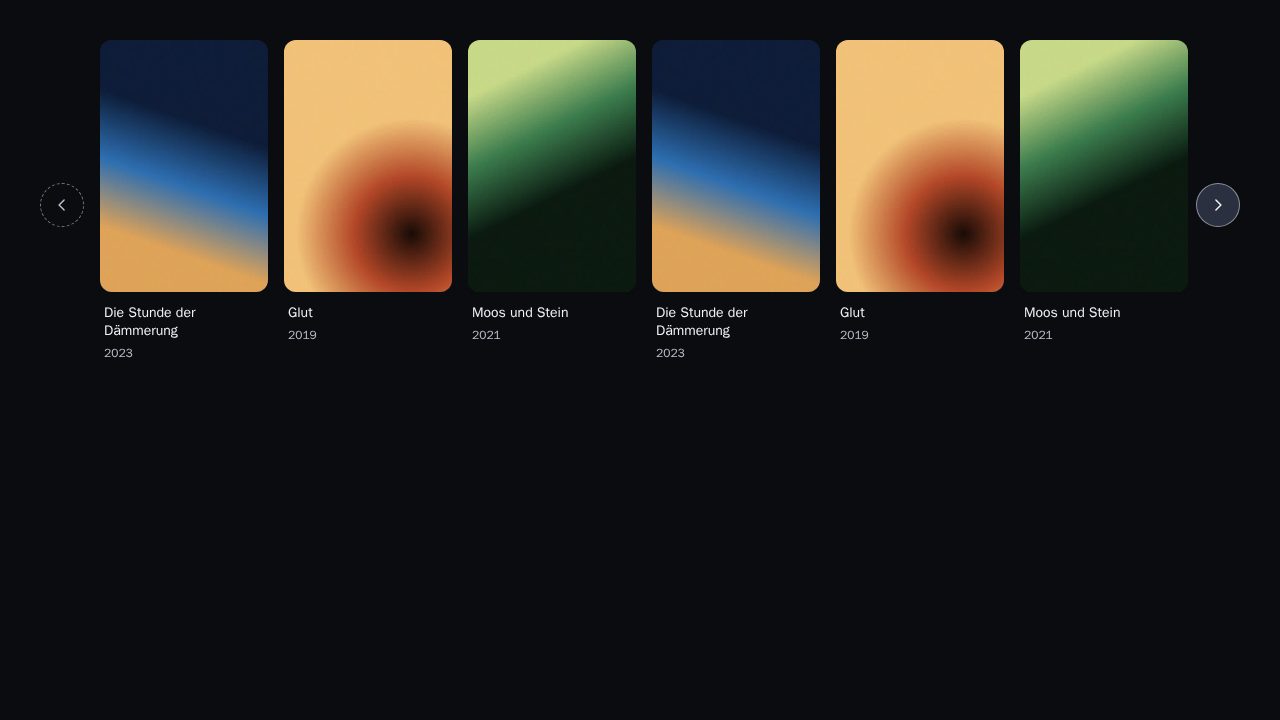 Die Stunde der
Dämmerung
2023
Glut
2019
Moos und Stein
2021
Die Stunde der
Dämmerung
2023
Glut
2019
Moos und Stein
2021